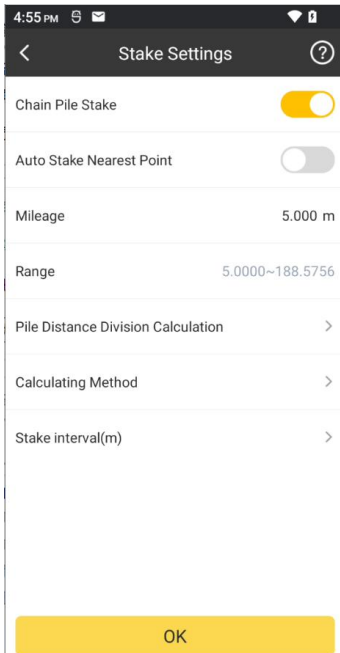 4:55 PM
Stake Settings
Chain Pile Stake
Auto Stake Nearest Point
Mileage 5.000 m
Range 5.0000~188.5756
Pile Distance Division Calculation
Calculating Method
Stake interval(m)
OK